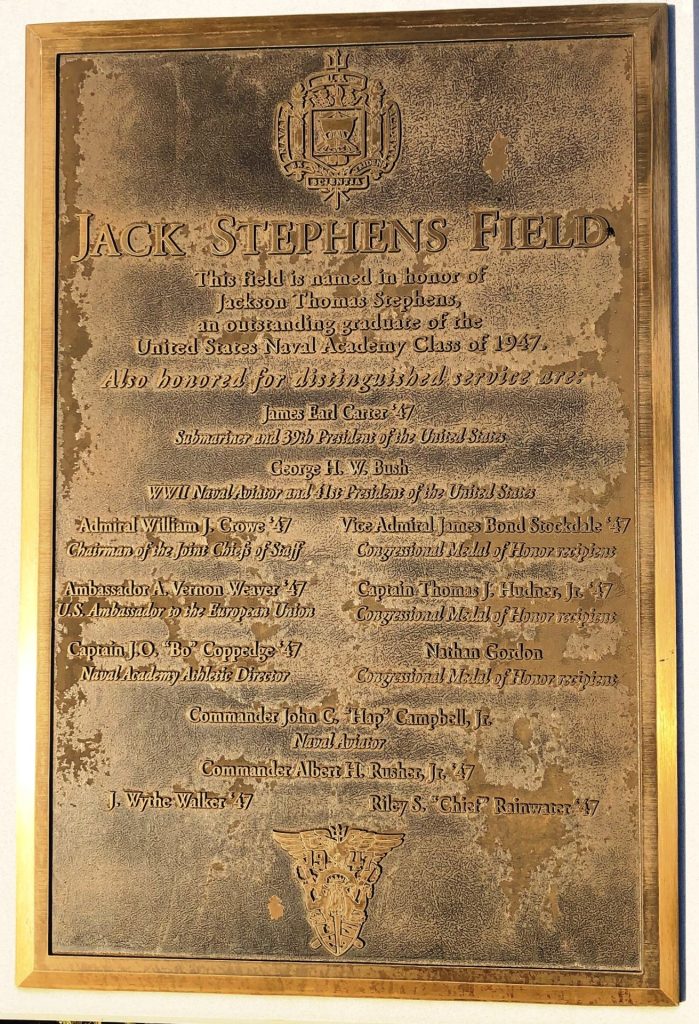 U S
SCIENTIA
JACK STEPHENS FIELD
This field is named in honor of
Jackson Thomas Stephens,
an outstanding graduate of the
United States Naval Academy Class of 1947.
Also honored for distinguished service are:
James Earl Carter '47
Submariner and 39th President of the United States
George H. W. Bush
WWII Naval Aviator and 41st President of the United States
Admiral William J. Crowe '47
Chairman of the Joint Chiefs of Staff
Vice Admiral James Bond Stockdale '47
Congressional Medal of Honor recipient
Ambassador A. Vernon Weaver '47
U.S. Ambassador to the European Union
Captain Thomas J. Hudner, Jr. '47
Congressional Medal of Honor recipient
Captain J.O. "Bo" Coppedge '47
Naval Academy Athletic Director
Nathan Gordon
Congressional Medal of Honor recipient
Commander John C. "Hap" Campbell, Jr.
Naval Aviator
Commander Albert H. Rusher, Jr. '47
J. Wythe Walker '47
Riley S. "Chief" Rainwater '47
1947